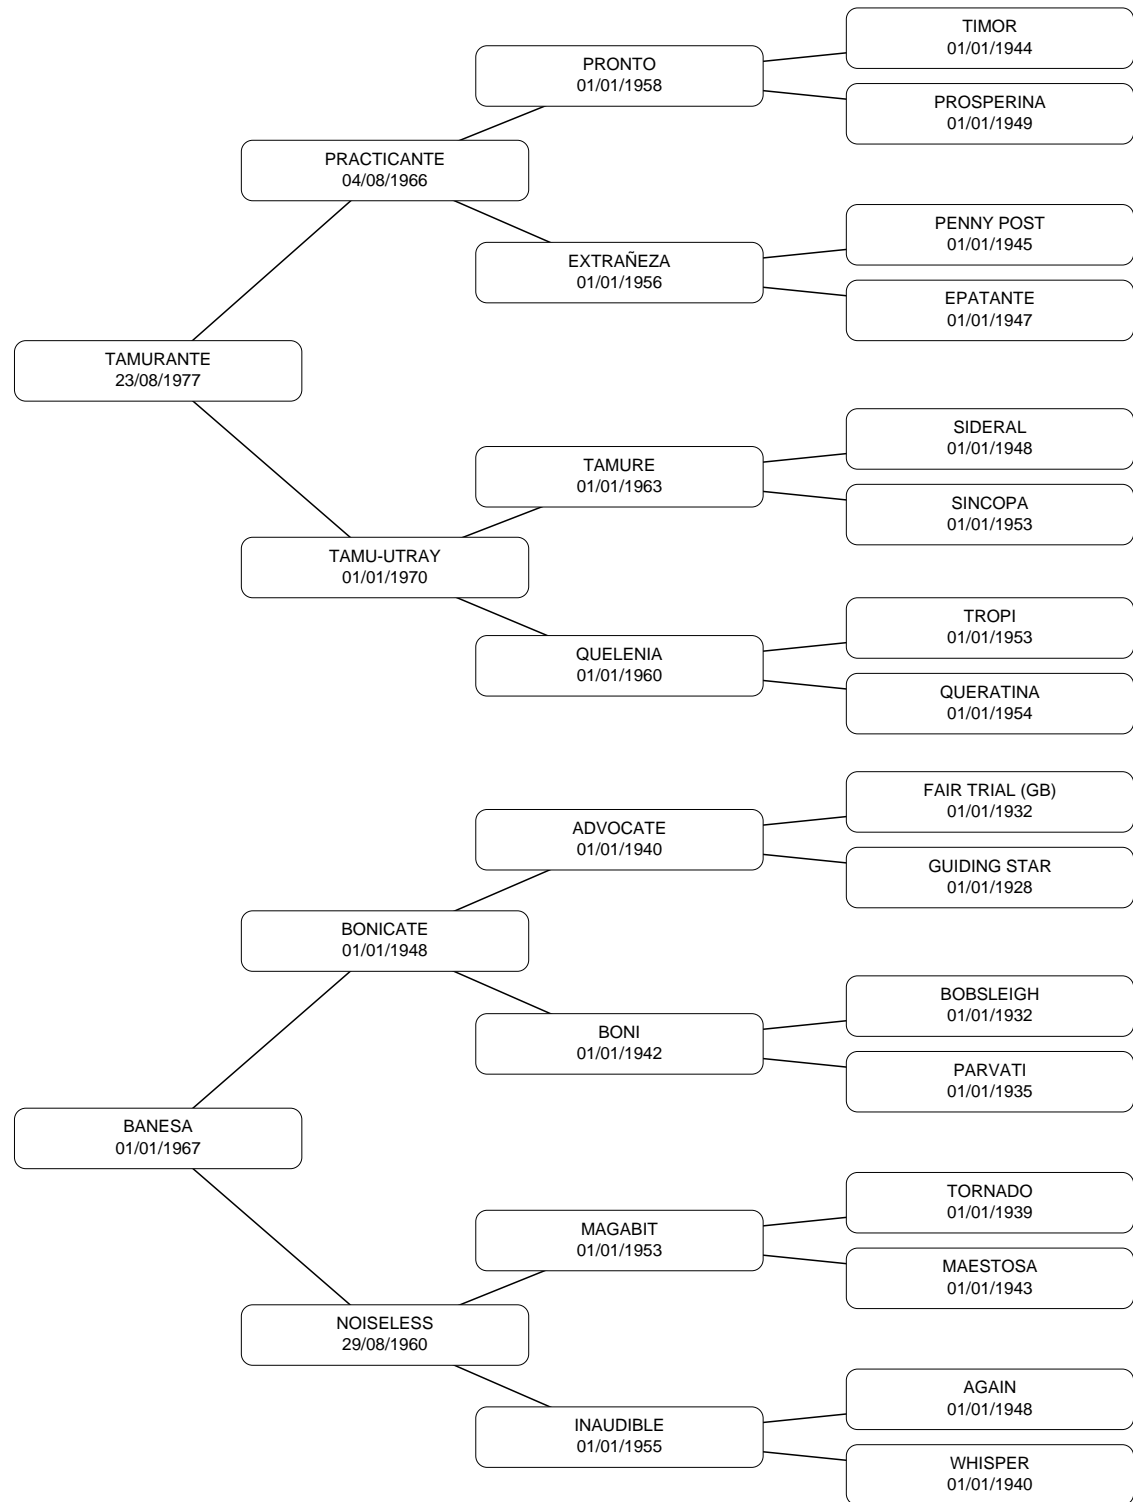 TIMOR
01/01/1944
PRONTO
01/01/1958
PROSPERINA
01/01/1949
PRACTICANTE
04/08/1966
PENNY POST
01/01/1945
EXTRAÑEZA
01/01/1956
EPATANTE
01/01/1947
TAMURANTE
23/08/1977
SIDERAL
01/01/1948
TAMURE
01/01/1963
SINCOPA
01/01/1953
TAMU-UTRAY
01/01/1970
TROPI
01/01/1953
QUELENIA
01/01/1960
QUERATINA
01/01/1954
FAIR TRIAL (GB)
01/01/1932
ADVOCATE
01/01/1940
GUIDING STAR
01/01/1928
BONICATE
01/01/1948
BOBSLEIGH
01/01/1932
BONI
01/01/1942
PARVATI
01/01/1935
BANESA
01/01/1967
TORNADO
01/01/1939
MAGABIT
01/01/1953
MAESTOSA
01/01/1943
NOISELESS
29/08/1960
AGAIN
01/01/1948
INAUDIBLE
01/01/1955
WHISPER
01/01/1940